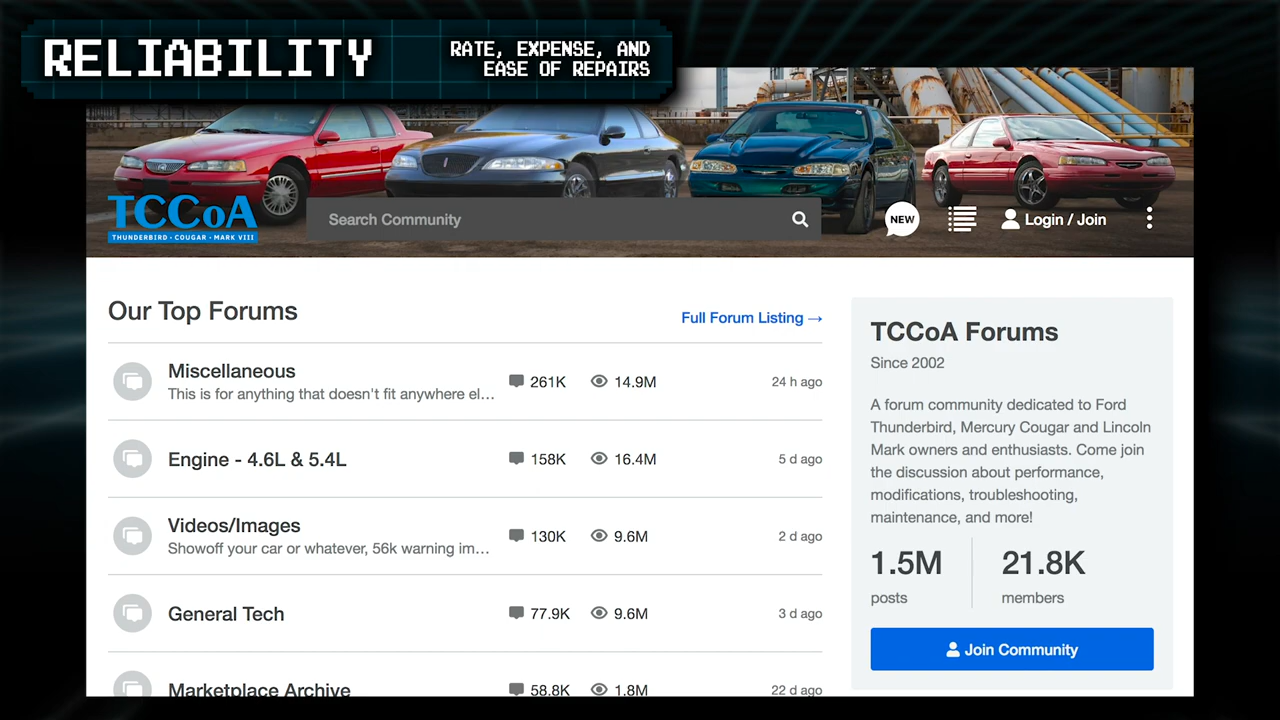 RELIABILITY
RATE, EXPENSE, AND
EASE OF REPAIRS
TCCoA
THUNDERBIRD · COUGAR · MARK VIII
Search Community
NEW
Login / Join
Our Top Forums
Full Forum Listing →
Miscellaneous
This is for anything that doesn't fit anywhere el...
261K
14.9M
24 h ago
Engine - 4.6L & 5.4L
158K
16.4M
5 d ago
Videos/Images
Showoff your car or whatever, 56k warning im...
130K
9.6M
2 d ago
General Tech
77.9K
9.6M
3 d ago
Marketplace Archive
58.8K
1.8M
22 d ago
TCCoA Forums
Since 2002
A forum community dedicated to Ford
Thunderbird, Mercury Cougar and Lincoln
Mark owners and enthusiasts. Come join
the discussion about performance,
modifications, troubleshooting,
maintenance, and more!
1.5M
posts
21.8K
members
Join Community